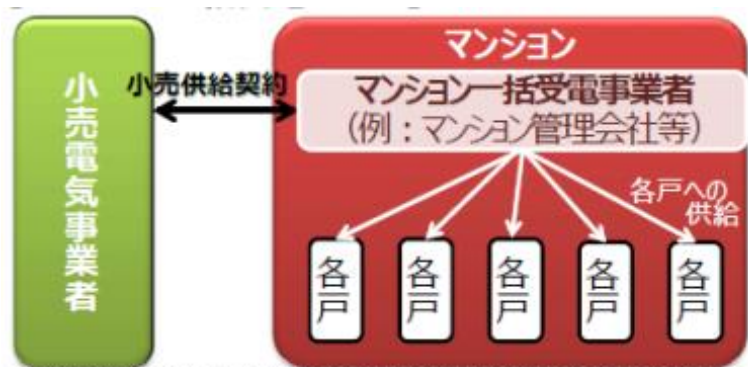 小売電気事業者
小売供給契約
マンション
マンション一括受電事業者
(例：マンション管理会社等)
各戸への
供給
各戸
各戸
各戸
各戸
各戸